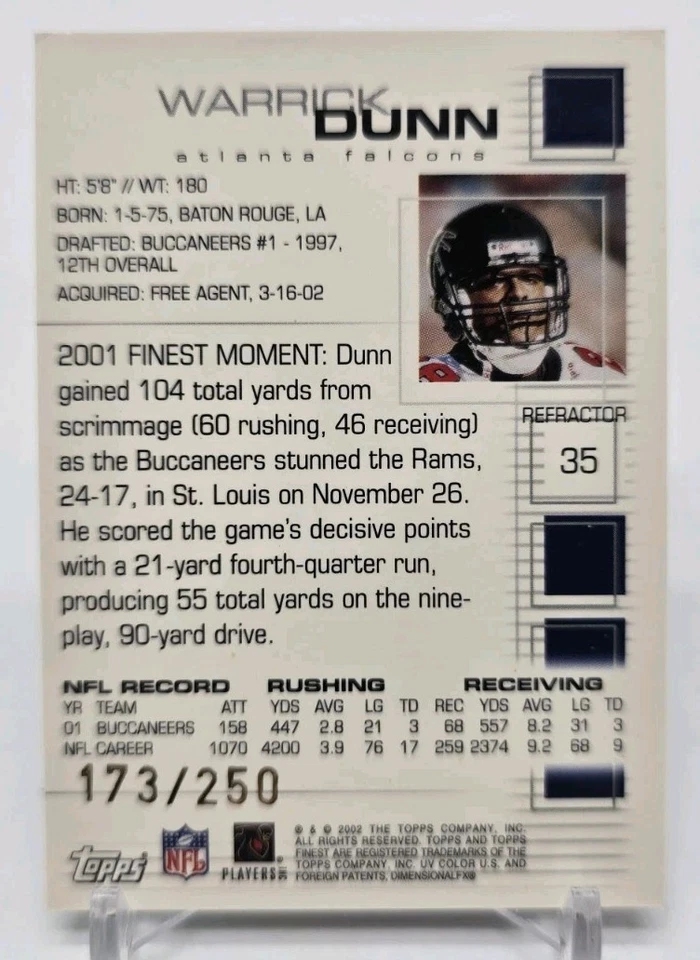 WARRICK
DUNN
atlanta falcons
HT: 5'8" // WT: 180
BORN: 1-5-75, BATON ROUGE, LA
DRAFTED: BUCCANEERS #1 - 1997,
12TH OVERALL
ACQUIRED: FREE AGENT, 3-16-02
2001 FINEST MOMENT: Dunn
gained 104 total yards from
scrimmage (60 rushing, 46 receiving)
as the Buccaneers stunned the Rams,
24-17, in St. Louis on November 26.
He scored the game's decisive points
with a 21-yard fourth-quarter run,
producing 55 total yards on the nine-
play, 90-yard drive.
REFRACTOR
35
NFL RECORD RUSHING RECEIVING
YR TEAM ATT YDS AVG LG TD REC YDS AVG LG TD
01 BUCCANEERS 158 447 2.8 21 3 68 557 8.2 31 3
NFL CAREER 1070 4200 3.9 76 17 259 2374 9.2 68 9
173/250
Topps
NFL
PLAYERS INC
® & © 2002 THE TOPPS COMPANY, INC.
ALL RIGHTS RESERVED. TOPPS AND TOPPS
FINEST ARE REGISTERED TRADEMARKS OF THE
TOPPS COMPANY, INC. UV COLOR U.S. AND
FOREIGN PATENTS, DIMENSIONALFX®